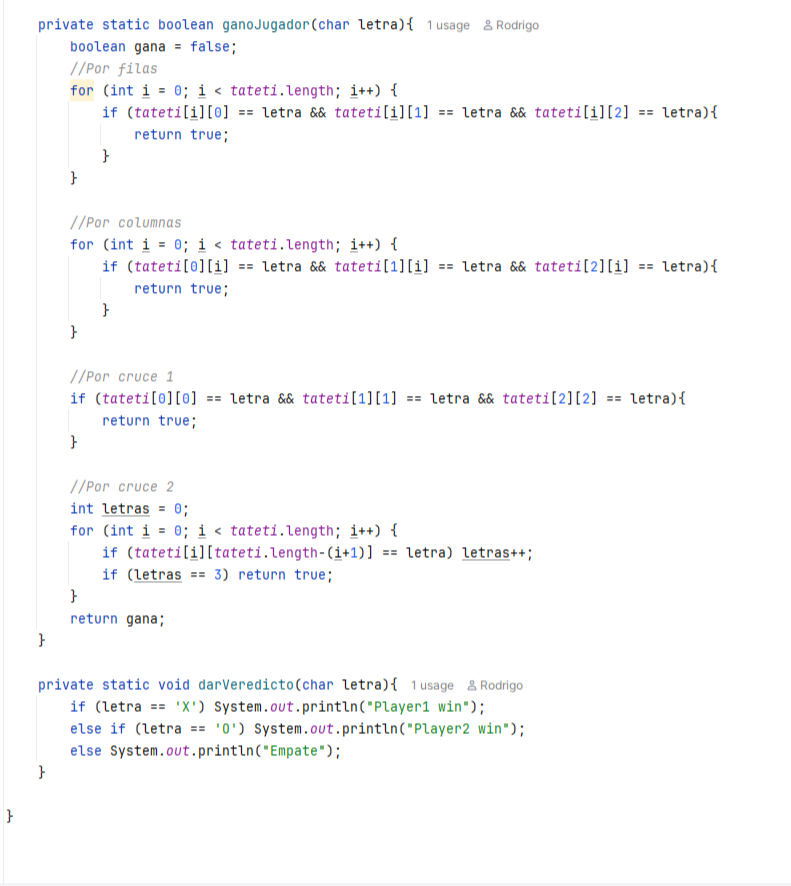 private static boolean ganoJugador(char letra){ 1 usage Rodrigo
boolean gana = false;
//Por filas
for (int i = 0; i < tateti.length; i++) {
if (tateti[i][0] == letra && tateti[i][1] == letra && tateti[i][2] == letra){
return true;
}
}
//Por columnas
for (int i = 0; i < tateti.length; i++) {
if (tateti[0][i] == letra && tateti[1][i] == letra && tateti[2][i] == letra){
return true;
}
}
//Por cruce 1
if (tateti[0][0] == letra && tateti[1][1] == letra && tateti[2][2] == letra){
return true;
}
//Por cruce 2
int letras = 0;
for (int i = 0; i < tateti.length; i++) {
if (tateti[i][tateti.length-(i+1)] == letra) letras++;
if (letras == 3) return true;
}
return gana;
}
private static void darVeredicto(char letra){ 1 usage Rodrigo
if (letra == 'X') System.out.println("Player1 win");
else if (letra == 'O') System.out.println("Player2 win");
else System.out.println("Empate");
}
}